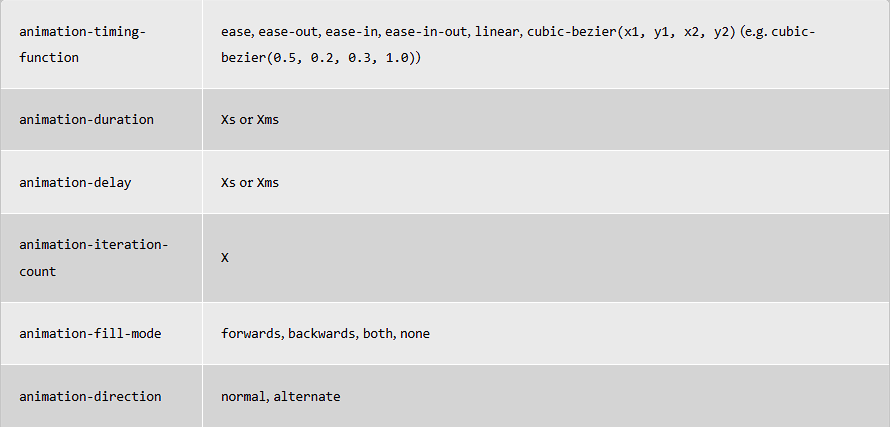 animation-timing-
function
ease, ease-out, ease-in, ease-in-out, linear, cubic-bezier(x1, y1, x2, y2) (e.g. cubic-
bezier(0.5, 0.2, 0.3, 1.0))
animation-duration
Xs or Xms
animation-delay
Xs or Xms
animation-iteration-
count
X
animation-fill-mode
forwards, backwards, both, none
animation-direction
normal, alternate